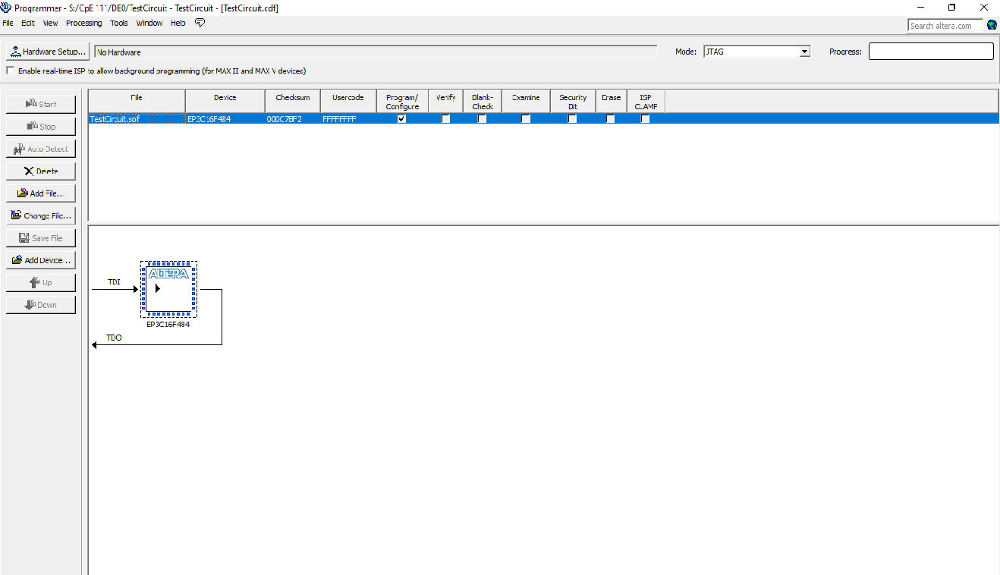 Programmer - S:/CpE 111/DE0/TestCircuit - TestCircuit - [TestCircuit.cdf]
File Edit View Processing Tools Window Help
Search altera.com
Hardware Setup... No Hardware Mode: JTAG Progress:
Enable real-time ISP to allow background programming (for MAX II and MAX V devices)
File Device Checksum Usercode Program/ Configure Verify Blank- Check Examine Security Bit Erase ISP CLAMP
TestCircuit.sof EP3C16F484 000C7BF2 FFFFFFFF
Start
Stop
Auto Detect
Delete
Add File...
Change File...
Save File
Add Device...
Up
Down
ALTERA
TDI
EP3C16F484
TDO